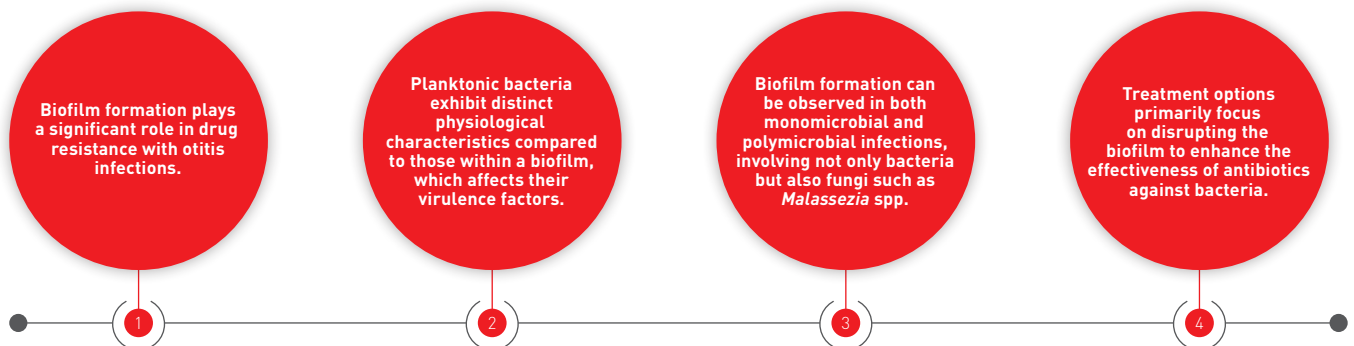 Biofilm formation plays
a significant role in drug
resistance with otitis
infections.
Planktonic bacteria
exhibit distinct
physiological
characteristics compared
to those within a biofilm,
which affects their
virulence factors.
Biofilm formation can
be observed in both
monomicrobial and
polymicrobial infections,
involving not only bacteria
but also fungi such as
Malassezia spp.
Treatment options
primarily focus
on disrupting the
biofilm to enhance the
effectiveness of antibiotics
against bacteria.
1
2
3
4